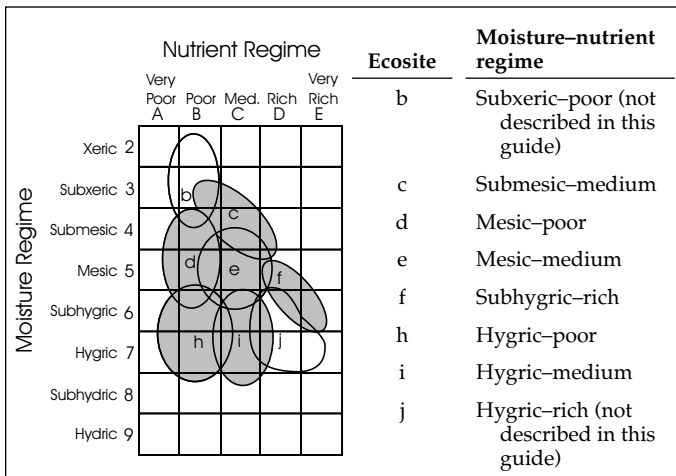 Nutrient Regime
Very Poor A
Poor B
Med. C
Rich D
Very Rich E
Moisture Regime
Xeric 2
Subxeric 3
Submesic 4
Mesic 5
Subhygric 6
Hygric 7
Subhydric 8
Hydric 9
b
c
d
e
f
h
i
j
Ecosite
Moisture–nutrient
regime
b Subxeric–poor (not
described in this
guide)
c Submesic–medium
d Mesic–poor
e Mesic–medium
f Subhygric–rich
h Hygric–poor
i Hygric–medium
j Hygric–rich (not
described in this
guide)